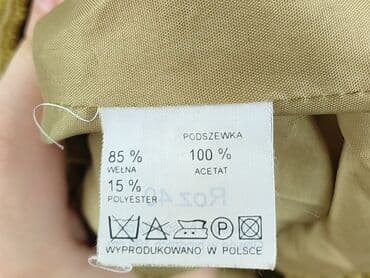 PODSZEWKA
85 % 100 %
WEŁNA ACETAT
15 %
POLYESTER
P
WYPRODUKOWANO W POLSCE